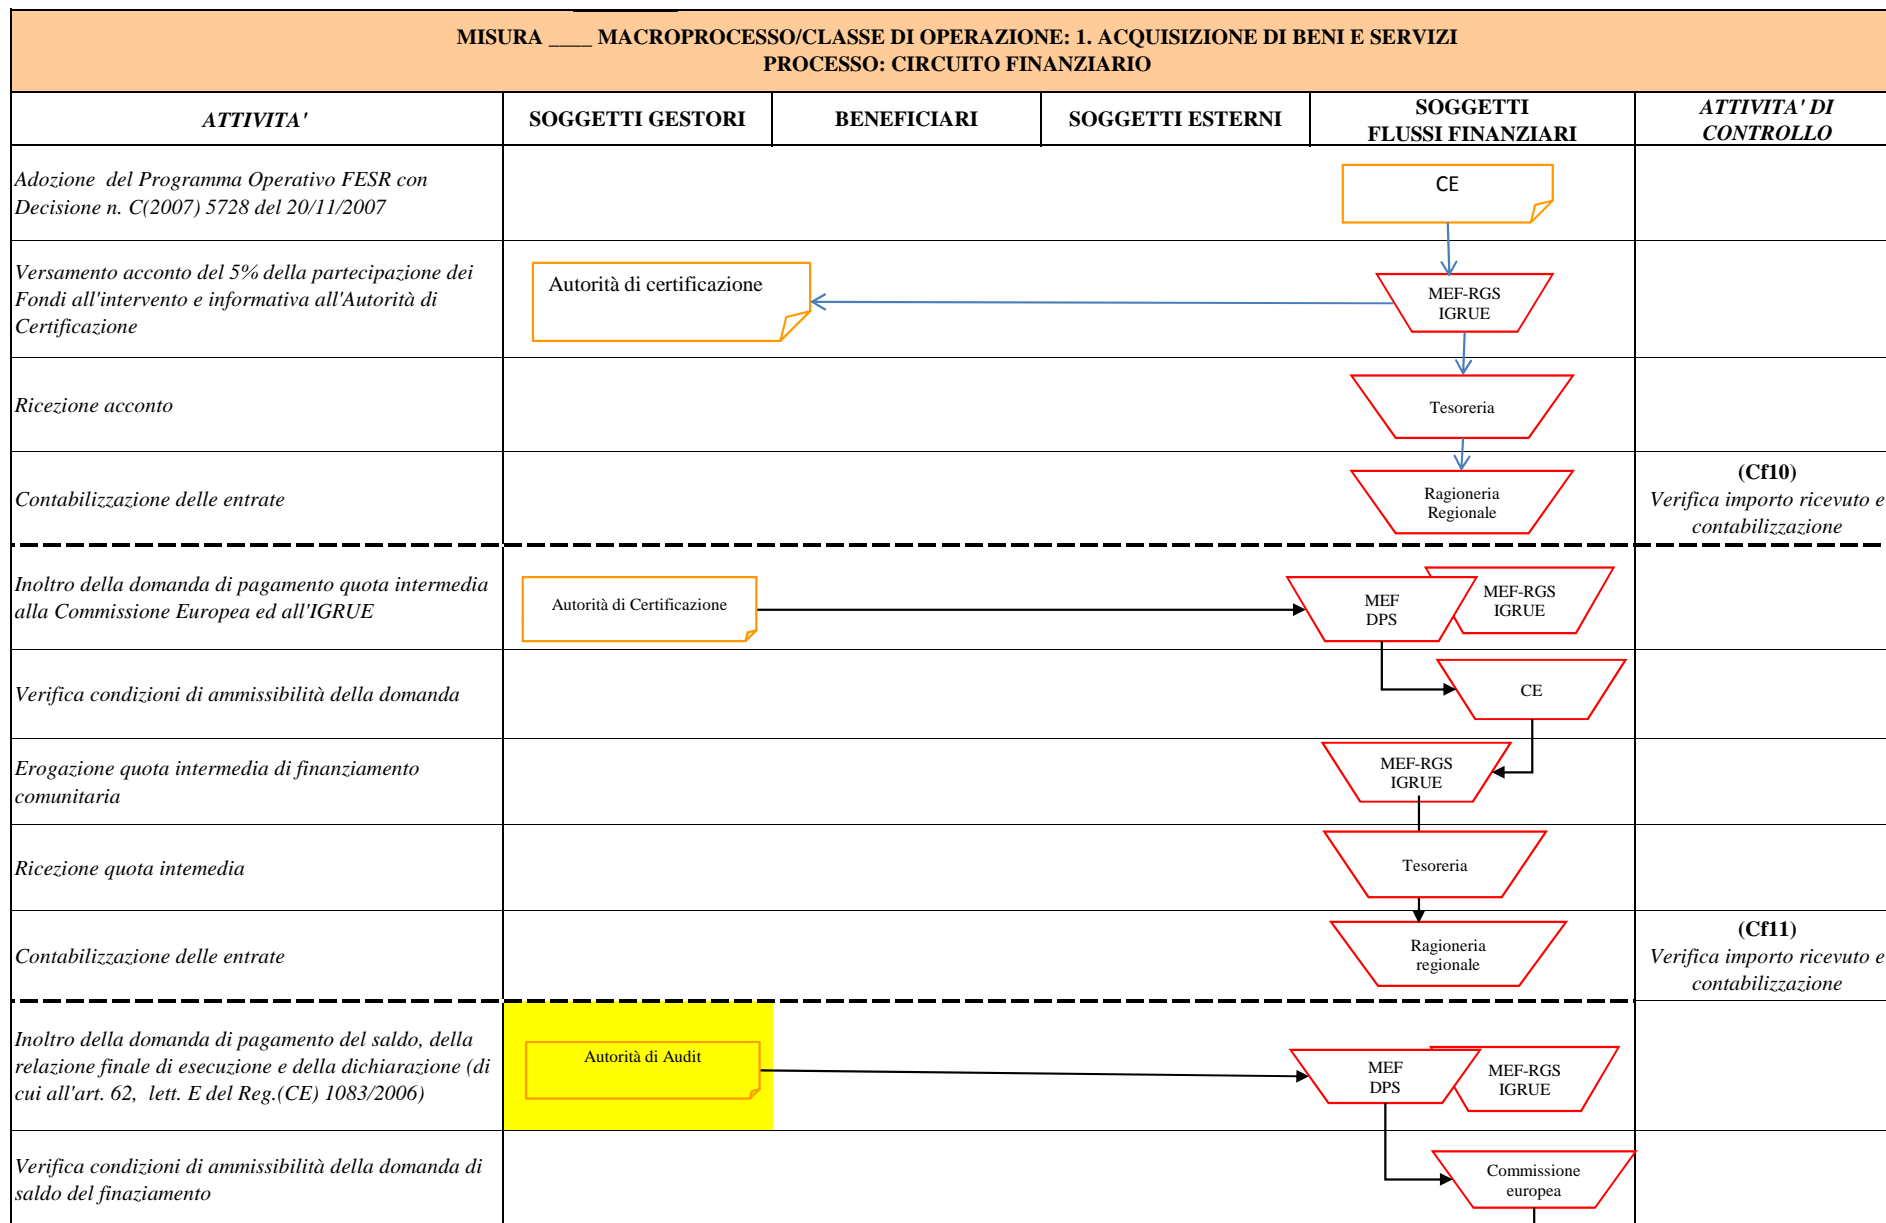 MISURA ____ MACROPROCESSO/CLASSE DI OPERAZIONE: 1. ACQUISIZIONE DI BENI E SERVIZI
PROCESSO: CIRCUITO FINANZIARIO
ATTIVITA'
SOGGETTI GESTORI
BENEFICIARI
SOGGETTI ESTERNI
SOGGETTI
FLUSSI FINANZIARI
ATTIVITA' DI
CONTROLLO
Adozione del Programma Operativo FESR con
Decisione n. C(2007) 5728 del 20/11/2007
CE
Versamento acconto del 5% della partecipazione dei
Fondi all'intervento e informativa all'Autorità di
Certificazione
Autorità di certificazione
MEF-RGS
IGRUE
Ricezione acconto
Tesoreria
Contabilizzazione delle entrate
Ragioneria
Regionale
(Cf10)
Verifica importo ricevuto e
contabilizzazione
Inoltro della domanda di pagamento quota intermedia
alla Commissione Europea ed all'IGRUE
Autorità di Certificazione
MEF
DPS
MEF-RGS
IGRUE
Verifica condizioni di ammissibilità della domanda
CE
Erogazione quota intermedia di finanziamento
comunitaria
MEF-RGS
IGRUE
Ricezione quota intemedia
Tesoreria
Contabilizzazione delle entrate
Ragioneria
regionale
(Cf11)
Verifica importo ricevuto e
contabilizzazione
Inoltro della domanda di pagamento del saldo, della
relazione finale di esecuzione e della dichiarazione (di
cui all'art. 62, lett. E del Reg.(CE) 1083/2006)
Autorità di Audit
MEF
DPS
MEF-RGS
IGRUE
Verifica condizioni di ammissibilità della domanda di
saldo del finaziamento
Commissione
europea